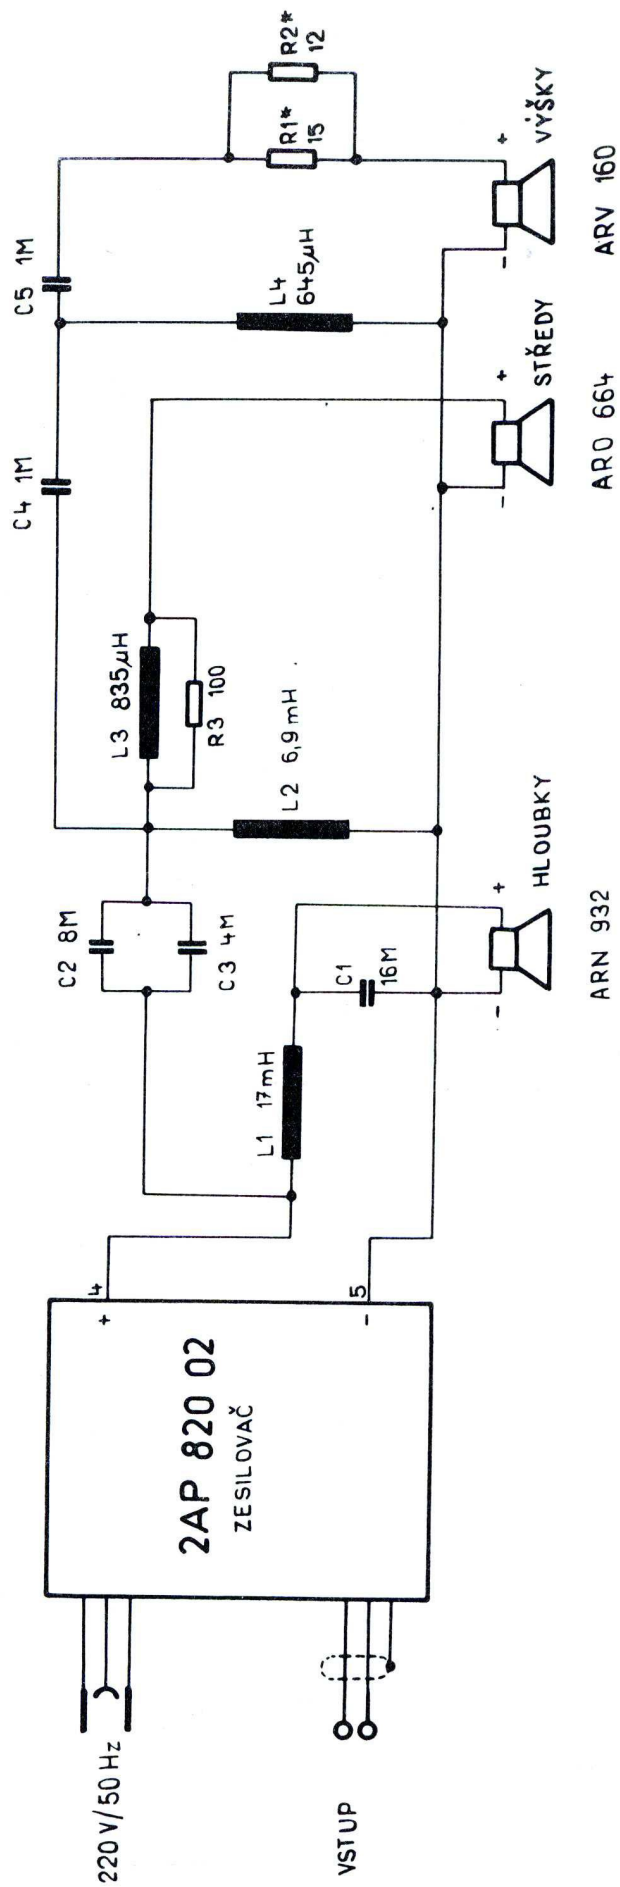 220 V/50 Hz
VSTUP
2AP 820 02
ZESILOVAČ
+
4
-
5
L1 17mH
C2 8M
C3 4M
C1
16M
-
+
HLOUBKY
ARN 932
L2 6,9mH
L3 835µH
R3 100
C4 1M
-
+
STŘEDY
ARO 664
C5 1M
L4
645µH
R1*
15
R2*
12
-
+
VÝŠKY
ARV 160